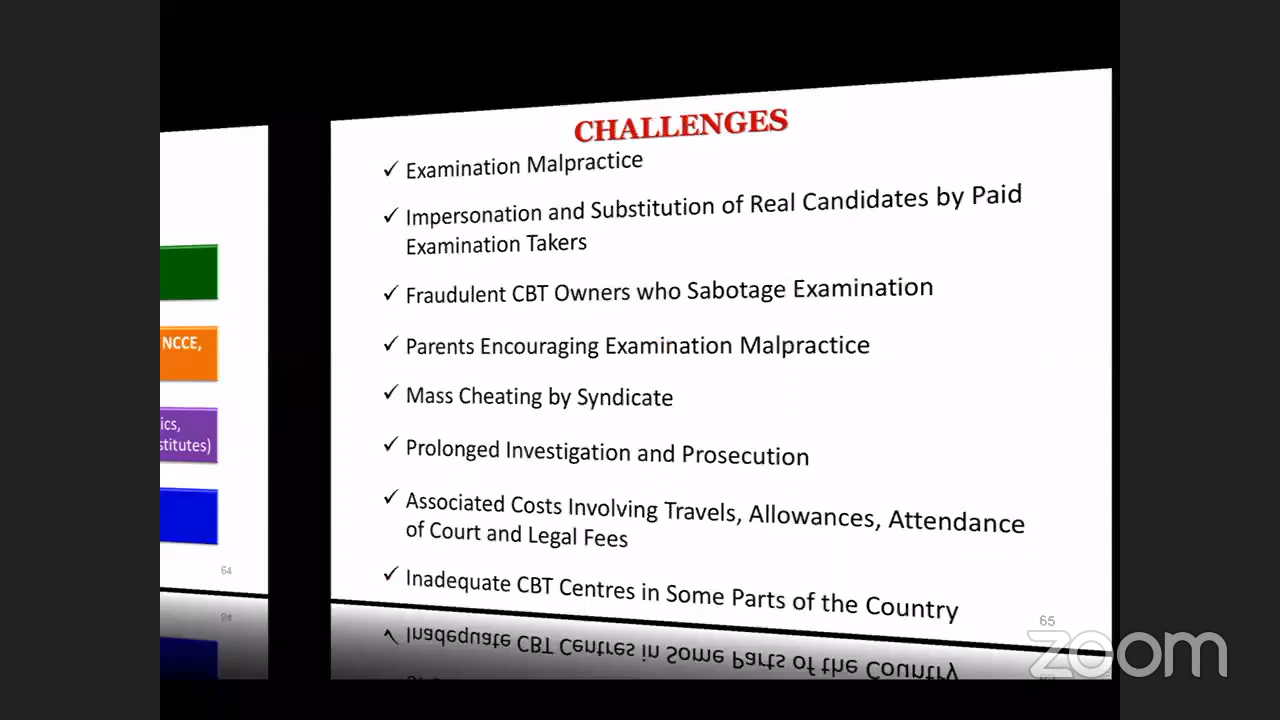 NCCE,
ics,
stitutes)
64
CHALLENGES
✓ Examination Malpractice
✓ Impersonation and Substitution of Real Candidates by Paid
Examination Takers
✓ Fraudulent CBT Owners who Sabotage Examination
✓ Parents Encouraging Examination Malpractice
✓ Mass Cheating by Syndicate
✓ Prolonged Investigation and Prosecution
✓ Associated Costs Involving Travels, Allowances, Attendance
of Court and Legal Fees
✓ Inadequate CBT Centres in Some Parts of the Country
65
zoom